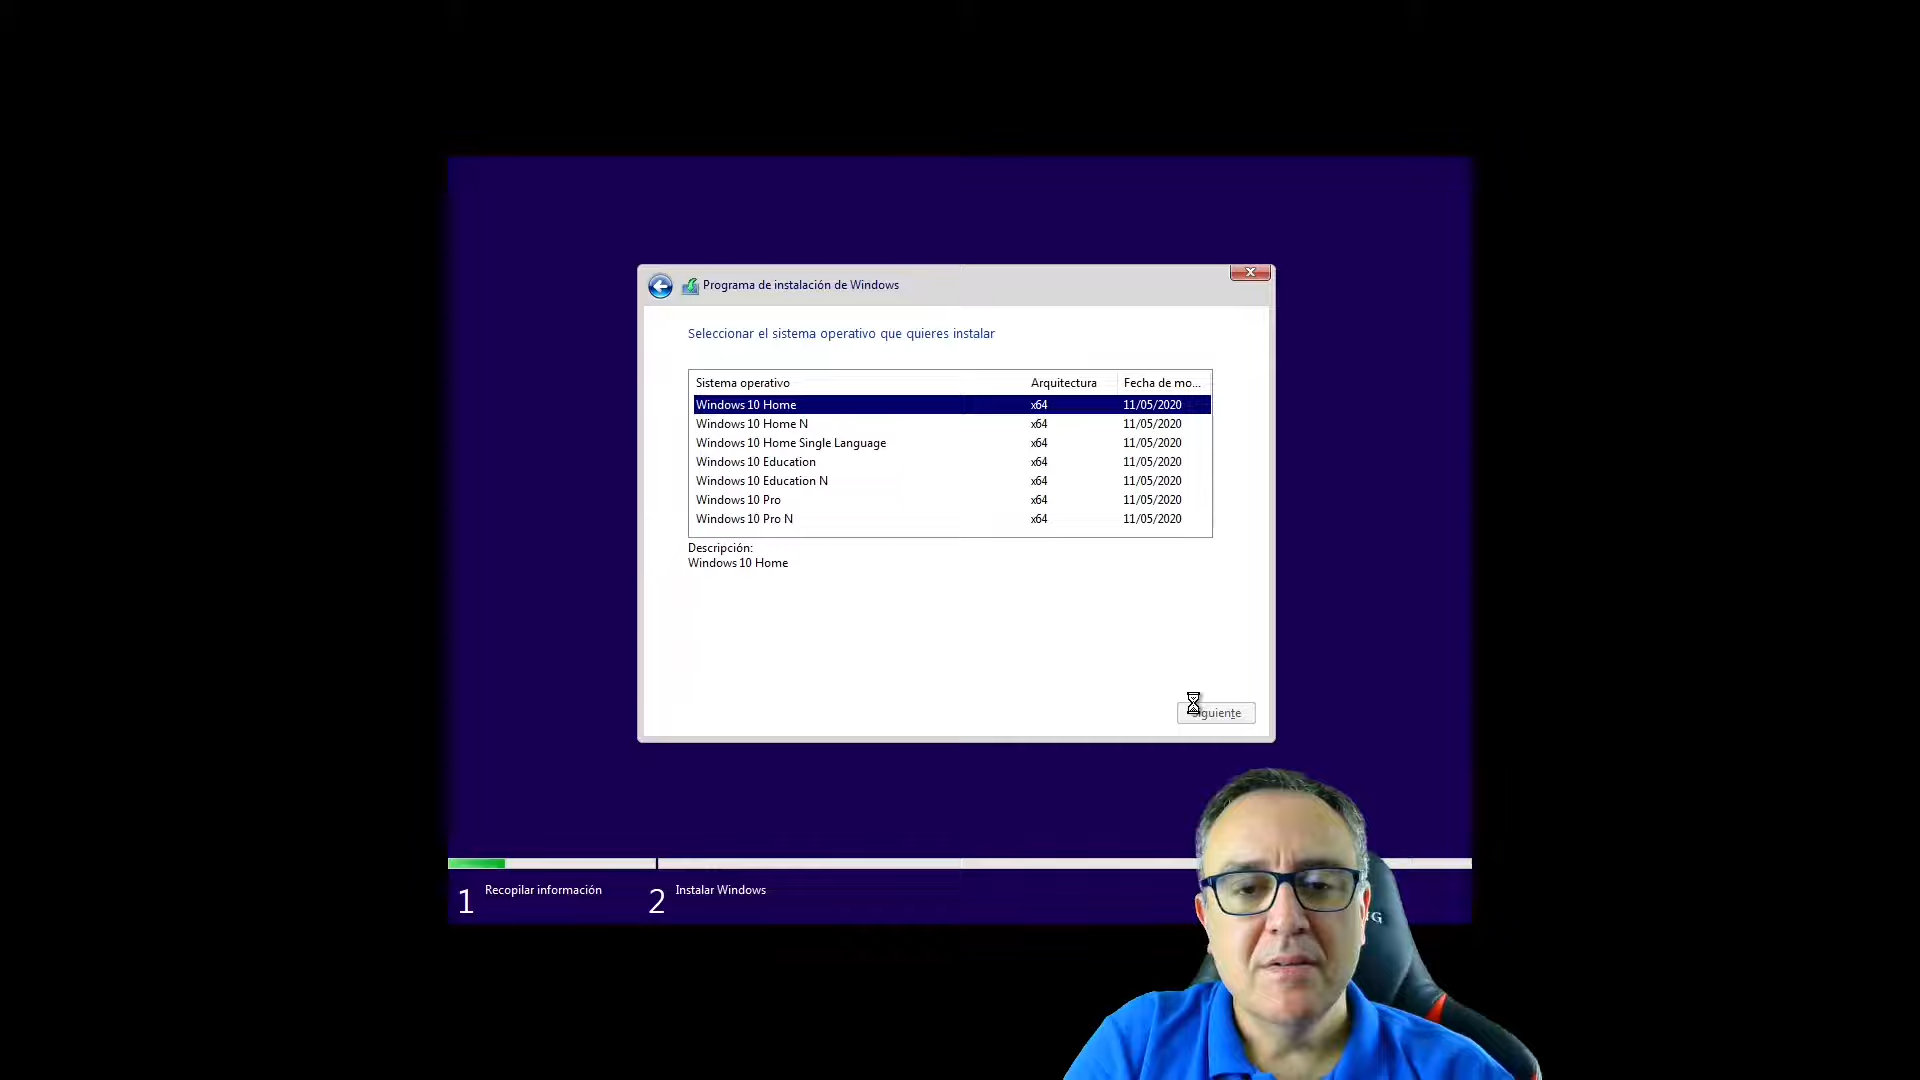 Programa de instalación de Windows
Seleccionar el sistema operativo que quieres instalar
Sistema operativo Arquitectura Fecha de mo...
Windows 10 Home x64 11/05/2020
Windows 10 Home N x64 11/05/2020
Windows 10 Home Single Language x64 11/05/2020
Windows 10 Education x64 11/05/2020
Windows 10 Education N x64 11/05/2020
Windows 10 Pro x64 11/05/2020
Windows 10 Pro N x64 11/05/2020
Descripción:
Windows 10 Home
Siguiente
1 Recopilar información 2 Instalar Windows